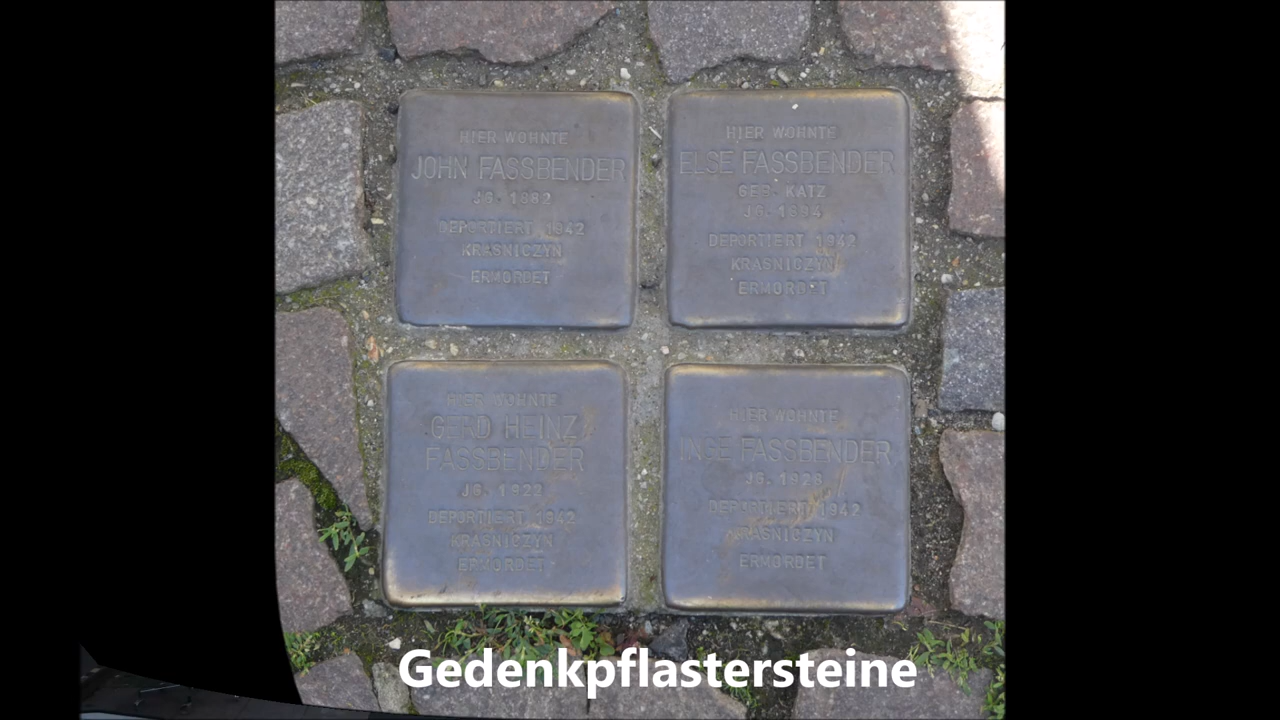 HIER WOHNTE
JOHN FASSBENDER
JG. 1882
DEPORTIERT 1942
KRASNICZYN
ERMORDET
HIER WOHNTE
ELSE FASSBENDER
GEB. KATZ
JG. 1894
DEPORTIERT 1942
KRASNICZYN
ERMORDET
HIER WOHNTE
GERD HEINZ
FASSBENDER
JG. 1922
DEPORTIERT 1942
KRASNICZYN
ERMORDET
HIER WOHNTE
INGE FASSBENDER
JG. 1928
DEPORTIERT 1942
KRASNICZYN
ERMORDET
Gedenkpflastersteine